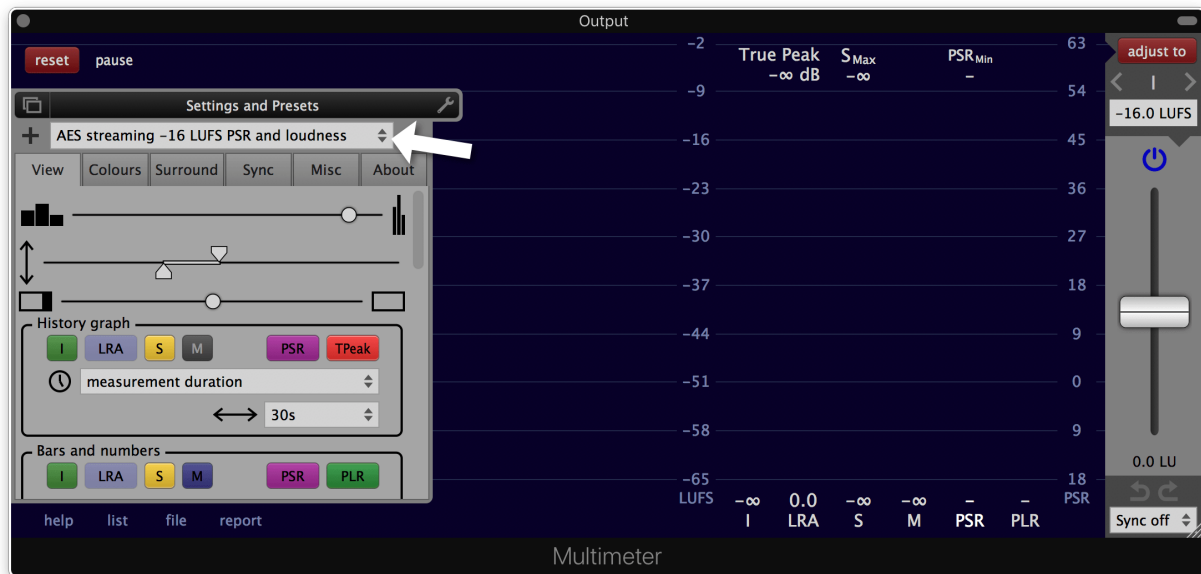 Output
reset pause
Settings and Presets
AES streaming −16 LUFS PSR and loudness
View Colours Surround Sync Misc About
History graph
I LRA S M PSR TPeak
measurement duration
30s
Bars and numbers
I LRA S M PSR PLR
help list file report
−2
−9
−16
−23
−30
−37
−44
−51
−58
−65
LUFS
True Peak SMax PSRMin
−∞ dB −∞ −
63
54
45
36
27
18
9
0
9
18
PSR
−∞ 0.0 −∞ −∞ − −
I LRA S M PSR PLR
adjust to
I
−16.0 LUFS
0.0 LU
Sync off
Multimeter